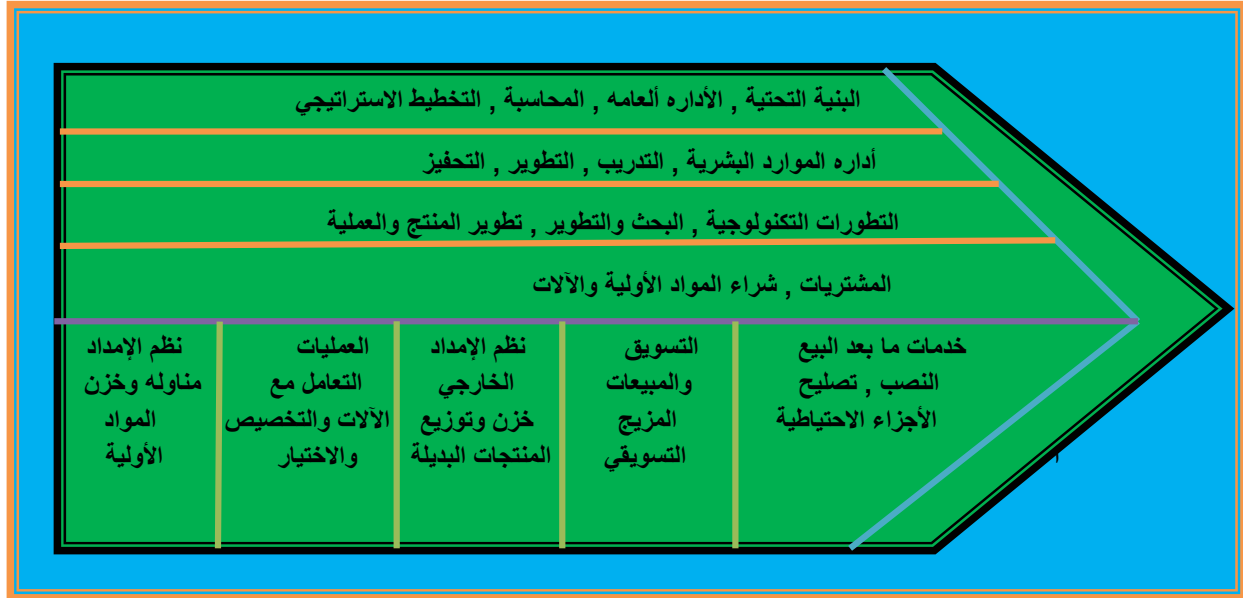 البنية التحتية , الأداره ألعامه , المحاسبة , التخطيط الاستراتيجي
أداره الموارد البشرية , التدريب , التطوير , التحفيز
التطورات التكنولوجية , البحث والتطوير , تطوير المنتج والعملية
المشتريات , شراء المواد الأولية والآلات
خدمات ما بعد البيع
النصب , تصليح
الأجزاء الاحتياطية
التسويق
والمبيعات
المزيج
التسويقي
نظم الإمداد
الخارجي
خزن وتوزيع
المنتجات البديلة
العمليات
التعامل مع
الآلات والتخصيص
والاختيار
نظم الإمداد
مناوله وخزن
المواد
الأولية